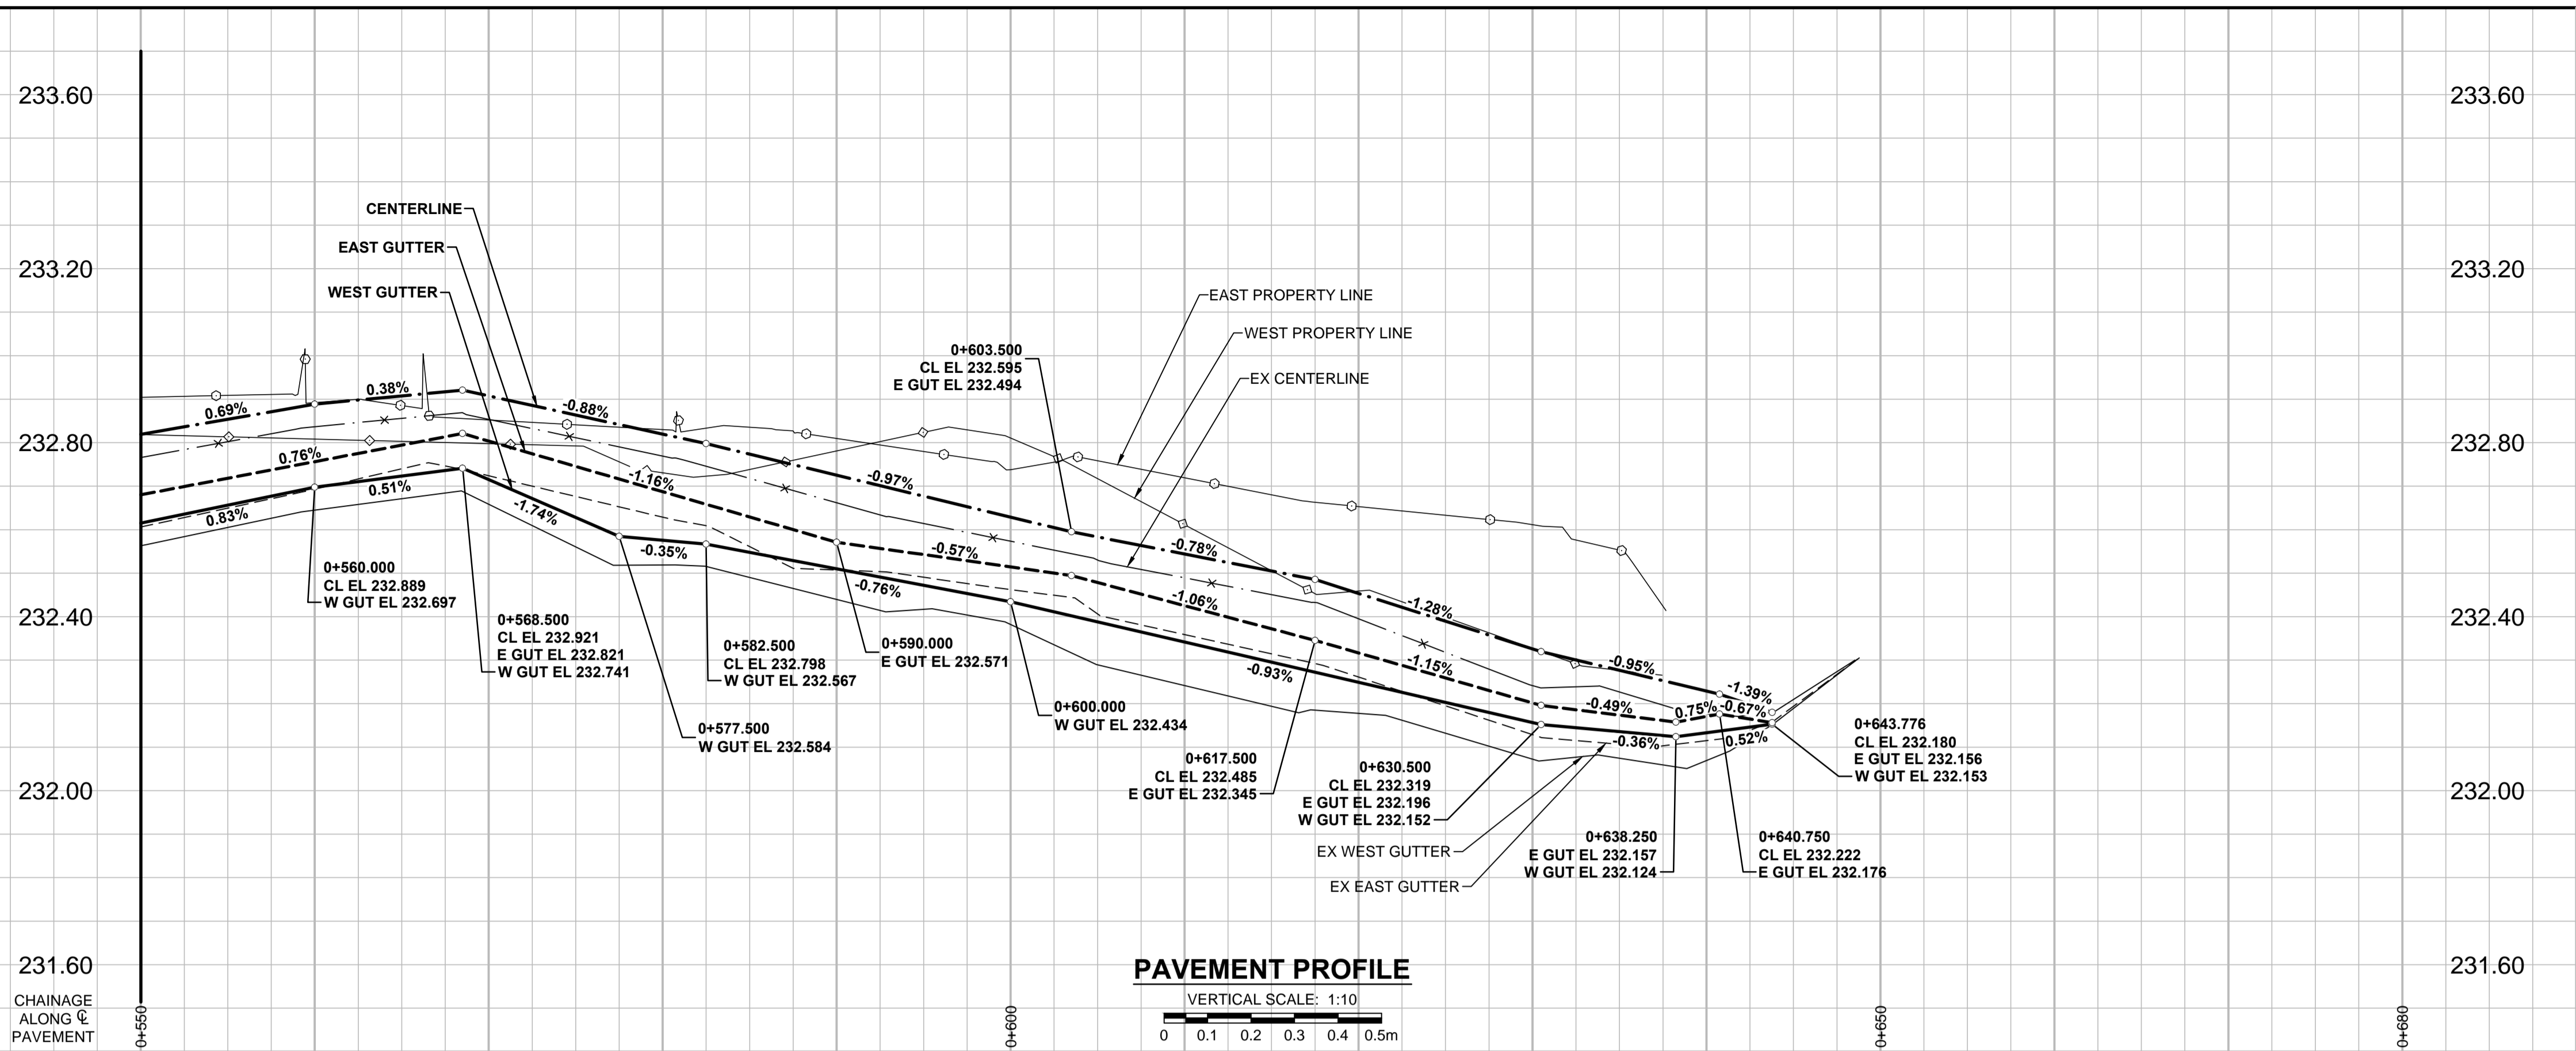 233.60
233.60
CENTERLINE
EAST GUTTER
233.20
233.20
WEST GUTTER
EAST PROPERTY LINE
WEST PROPERTY LINE
0+603.500
CL EL 232.595
E GUT EL 232.494
EX CENTERLINE
0.69%
0.38%
-0.88%
232.80
232.80
0.76%
-1.16%
-0.97%
0.83%
0.51%
-1.74%
-0.35%
-0.57%
-0.78%
-0.76%
-1.06%
-1.28%
0+560.000
CL EL 232.889
W GUT EL 232.697
232.40
232.40
0+568.500
CL EL 232.921
E GUT EL 232.821
W GUT EL 232.741
0+582.500
CL EL 232.798
W GUT EL 232.567
0+590.000
E GUT EL 232.571
-0.93%
-1.15%
-0.95%
-1.39%
-0.49%
0.75%
-0.67%
-0.36%
0.52%
0+600.000
W GUT EL 232.434
0+577.500
W GUT EL 232.584
0+617.500
CL EL 232.485
E GUT EL 232.345
0+630.500
CL EL 232.319
E GUT EL 232.196
W GUT EL 232.152
0+643.776
CL EL 232.180
E GUT EL 232.156
W GUT EL 232.153
232.00
232.00
EX WEST GUTTER
EX EAST GUTTER
0+638.250
E GUT EL 232.157
W GUT EL 232.124
0+640.750
CL EL 232.222
E GUT EL 232.176
231.60
231.60
PAVEMENT PROFILE
VERTICAL SCALE: 1:10
0 0.1 0.2 0.3 0.4 0.5m
CHAINAGE
ALONG ℄
PAVEMENT
0+550
0+600
0+650
0+680